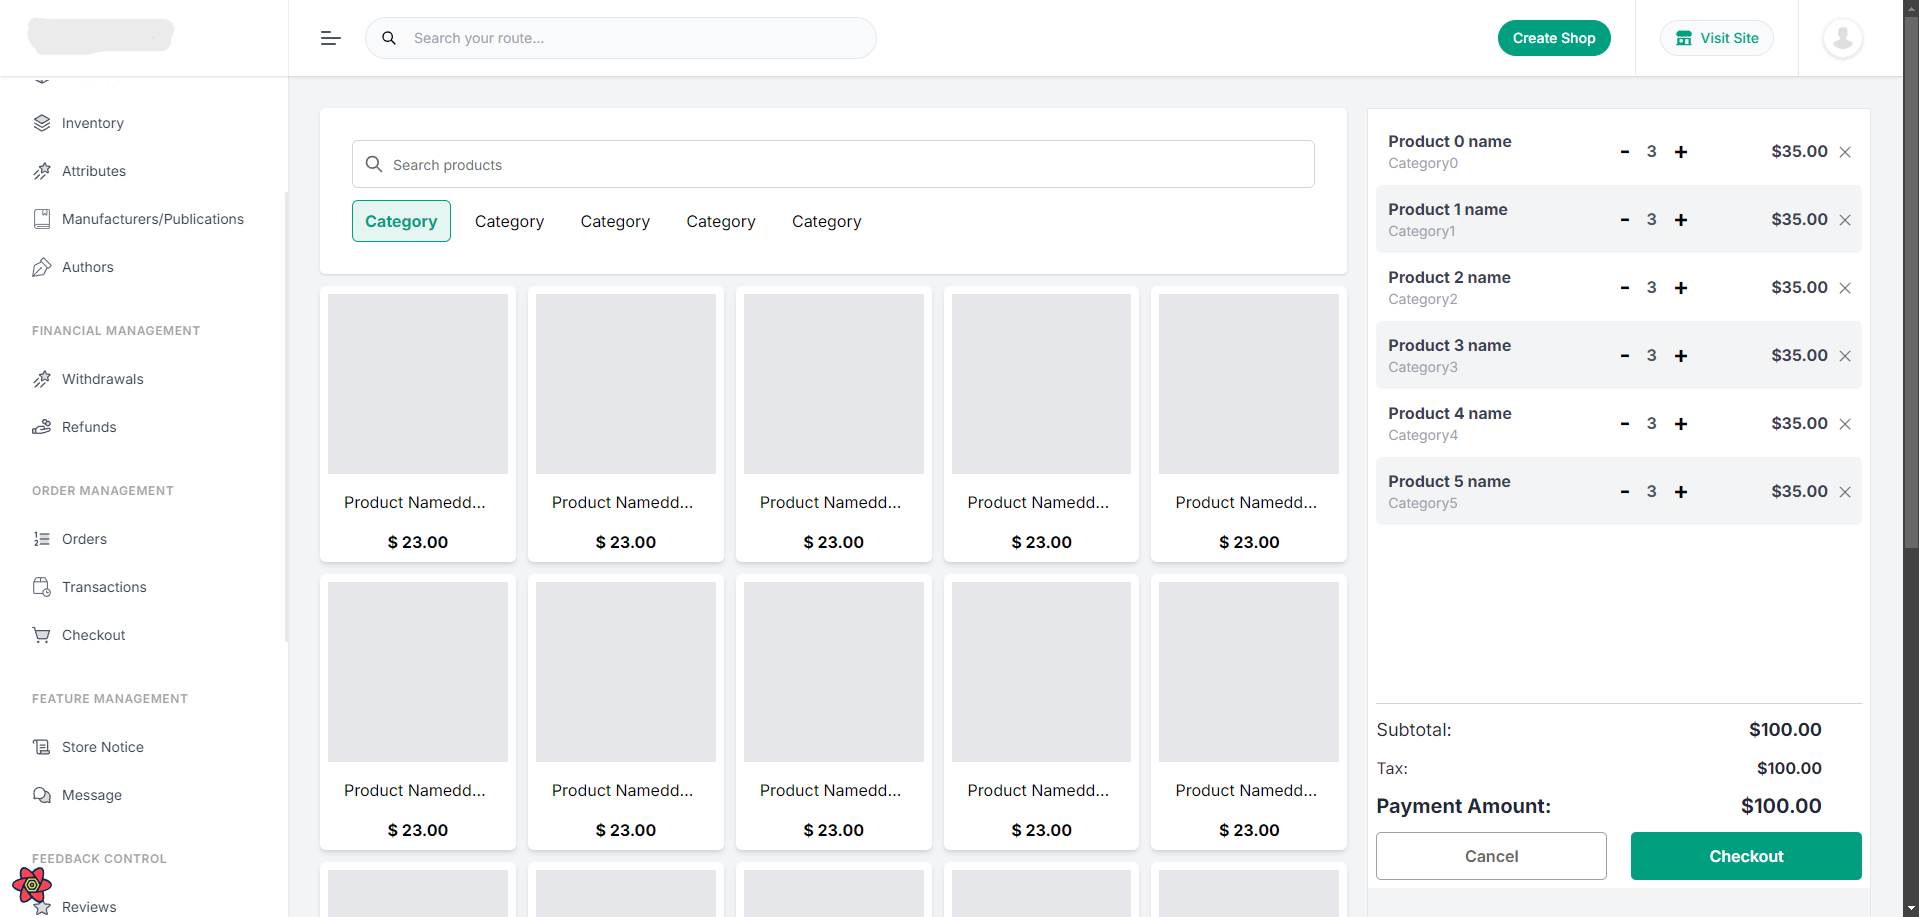 Search your route...
Create Shop
Visit Site
Inventory
Attributes
Manufacturers/Publications
Authors
FINANCIAL MANAGEMENT
Withdrawals
Refunds
ORDER MANAGEMENT
Orders
Transactions
Checkout
FEATURE MANAGEMENT
Store Notice
Message
FEEDBACK CONTROL
Reviews
Search products
Category Category Category Category Category
Product Namedd... Product Namedd... Product Namedd... Product Namedd... Product Namedd...
$ 23.00 $ 23.00 $ 23.00 $ 23.00 $ 23.00
Product Namedd... Product Namedd... Product Namedd... Product Namedd... Product Namedd...
$ 23.00 $ 23.00 $ 23.00 $ 23.00 $ 23.00
Product 0 name
Category0
- 3 + $35.00 ×
Product 1 name
Category1
- 3 + $35.00 ×
Product 2 name
Category2
- 3 + $35.00 ×
Product 3 name
Category3
- 3 + $35.00 ×
Product 4 name
Category4
- 3 + $35.00 ×
Product 5 name
Category5
- 3 + $35.00 ×
Subtotal: $100.00
Tax: $100.00
Payment Amount: $100.00
Cancel Checkout